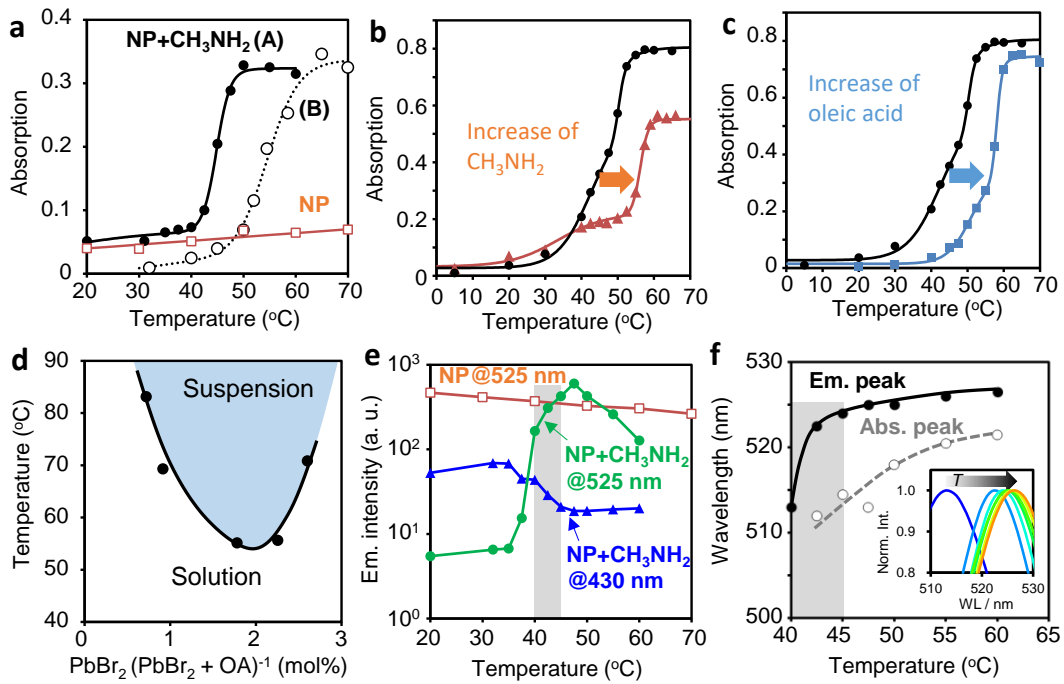 a
0.4
0.3
0.2
0.1
0
Absorption
NP+CH3NH2 (A)
(B)
NP
20 30 40 50 60 70
Temperature (oC)
b
0.8
0.6
0.4
0.2
0.0
Absorption
Increase of
CH3NH2
0 10 20 30 40 50 60 70
Temperature (oC)
c
0.8
0.6
0.4
0.2
0.0
Absorption
Increase of
oleic acid
0 10 20 30 40 50 60 70
Temperature (oC)
d
90
80
70
60
50
40
30
Temperature (oC)
Suspension
Solution
0 1 2 3
PbBr2 (PbBr2 + OA)-1 (mol%)
e
10^3
10^2
10^1
10^0
Em. intensity (a. u.)
NP @525 nm
NP+CH3NH2
@525 nm
NP+CH3NH2
@430 nm
20 30 40 50 60 70
Temperature (oC)
f
530
520
510
500
Wavelength (nm)
Em. peak
Abs. peak
T
1.0
0.9
0.8
Norm. Int.
510 520 530
WL / nm
40 45 50 55 60 65
Temperature (oC)